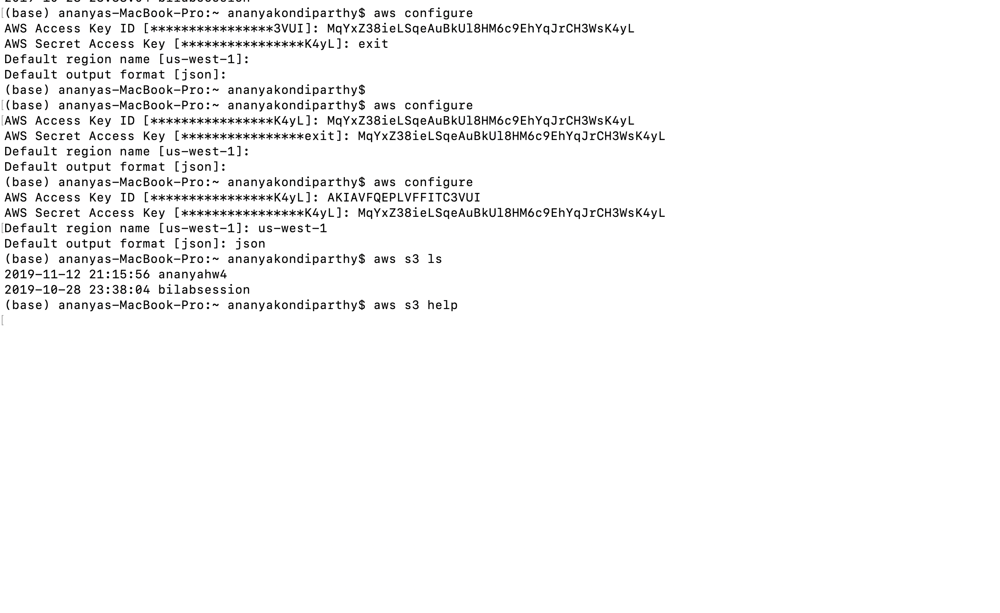 (base) ananyas-MacBook-Pro:~ ananyakondiparthy$ aws configure
AWS Access Key ID [****************3VUI]: MqYxZ38ieLSqeAuBkUl8HM6c9EhYqJrCH3WsK4yL
AWS Secret Access Key [****************K4yL]: exit
Default region name [us-west-1]:
Default output format [json]:
(base) ananyas-MacBook-Pro:~ ananyakondiparthy$
(base) ananyas-MacBook-Pro:~ ananyakondiparthy$ aws configure
AWS Access Key ID [****************K4yL]: MqYxZ38ieLSqeAuBkUl8HM6c9EhYqJrCH3WsK4yL
AWS Secret Access Key [****************exit]: MqYxZ38ieLSqeAuBkUl8HM6c9EhYqJrCH3WsK4yL
Default region name [us-west-1]:
Default output format [json]:
(base) ananyas-MacBook-Pro:~ ananyakondiparthy$ aws configure
AWS Access Key ID [****************K4yL]: AKIAVFQEPLVFFITC3VUI
AWS Secret Access Key [****************K4yL]: 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
Default region name [us-west-1]: us-west-1
Default output format [json]: json
(base) ananyas-MacBook-Pro:~ ananyakondiparthy$ aws s3 ls
2019-11-12 21:15:56 ananyahw4
2019-10-28 23:38:04 bilabsession
(base) ananyas-MacBook-Pro:~ ananyakondiparthy$ aws s3 help